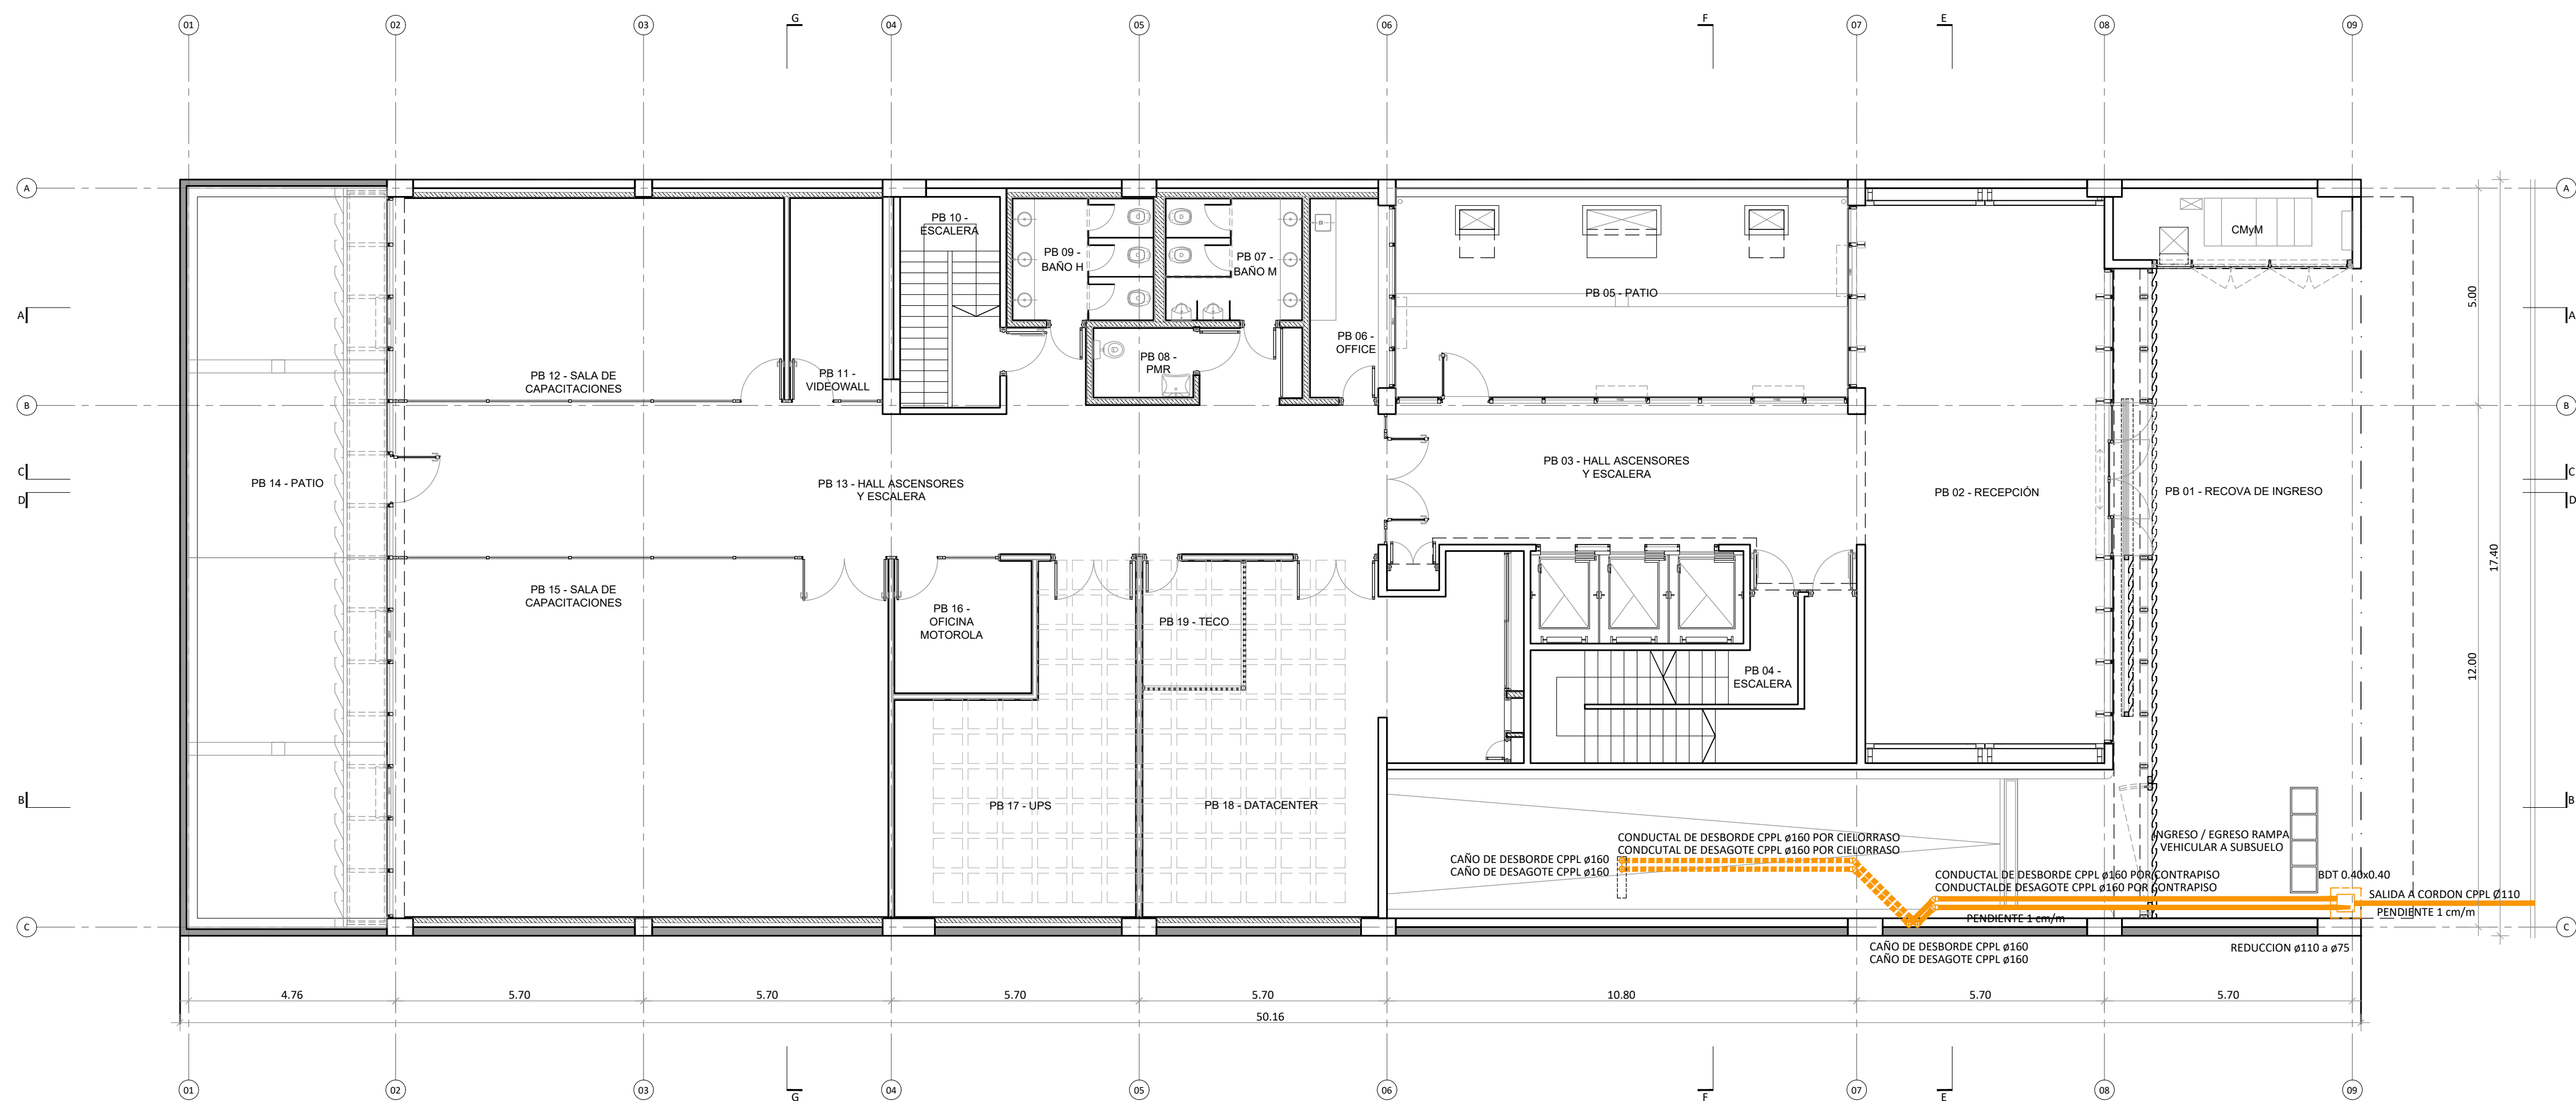 01
02
03
G
04
05
06
F
07
E
08
09
A
A
PB 10 -
ESCALERA
PB 09 -
BAÑO H
PB 07 -
BAÑO M
CMyM
PB 05 - PATIO
5.00
A
A
PB 06 -
OFFICE
PB 08 -
PMR
PB 12 - SALA DE
CAPACITACIONES
PB 11 -
VIDEOWALL
B
B
C
C
D
D
PB 14 - PATIO
PB 13 - HALL ASCENSORES
Y ESCALERA
PB 03 - HALL ASCENSORES
Y ESCALERA
PB 02 - RECEPCIÓN
PB 01 - RECOVA DE INGRESO
17.40
PB 15 - SALA DE
CAPACITACIONES
PB 16 -
OFICINA
MOTOROLA
PB 19 - TECO
PB 04 -
ESCALERA
12.00
B
B
PB 17 - UPS
PB 18 - DATACENTER
CONDUCTAL DE DESBORDE CPPL ø160 POR CIELORRASO
CONDCUTAL DE DESAGOTE CPPL ø160 POR CIELORRASO
CAÑO DE DESBORDE CPPL ø160
CAÑO DE DESAGOTE CPPL ø160
INGRESO / EGRESO RAMPA
VEHICULAR A SUBSUELO
CONDUCTAL DE DESBORDE CPPL ø160 POR CONTRAPISO
CONDUCTALDE DESAGOTE CPPL ø160 POR CONTRAPISO
BDT 0.40x0.40
SALIDA A CORDON CPPL Ø110
PENDIENTE 1 cm/m
PENDIENTE 1 cm/m
C
C
CAÑO DE DESBORDE CPPL ø160
CAÑO DE DESAGOTE CPPL ø160
REDUCCION ø110 a ø75
4.76
5.70
5.70
5.70
5.70
10.80
5.70
5.70
50.16
01
02
03
G
04
05
06
F
07
E
08
09